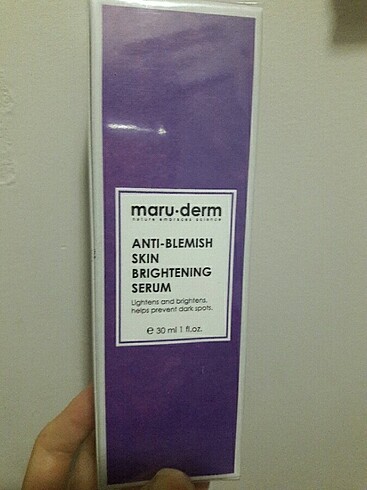 maru·derm
nature embraces science
ANTI-BLEMISH
SKIN
BRIGHTENING
SERUM
Lightens and brightens,
helps prevent dark spots.
℮ 30 ml 1 fl.oz.